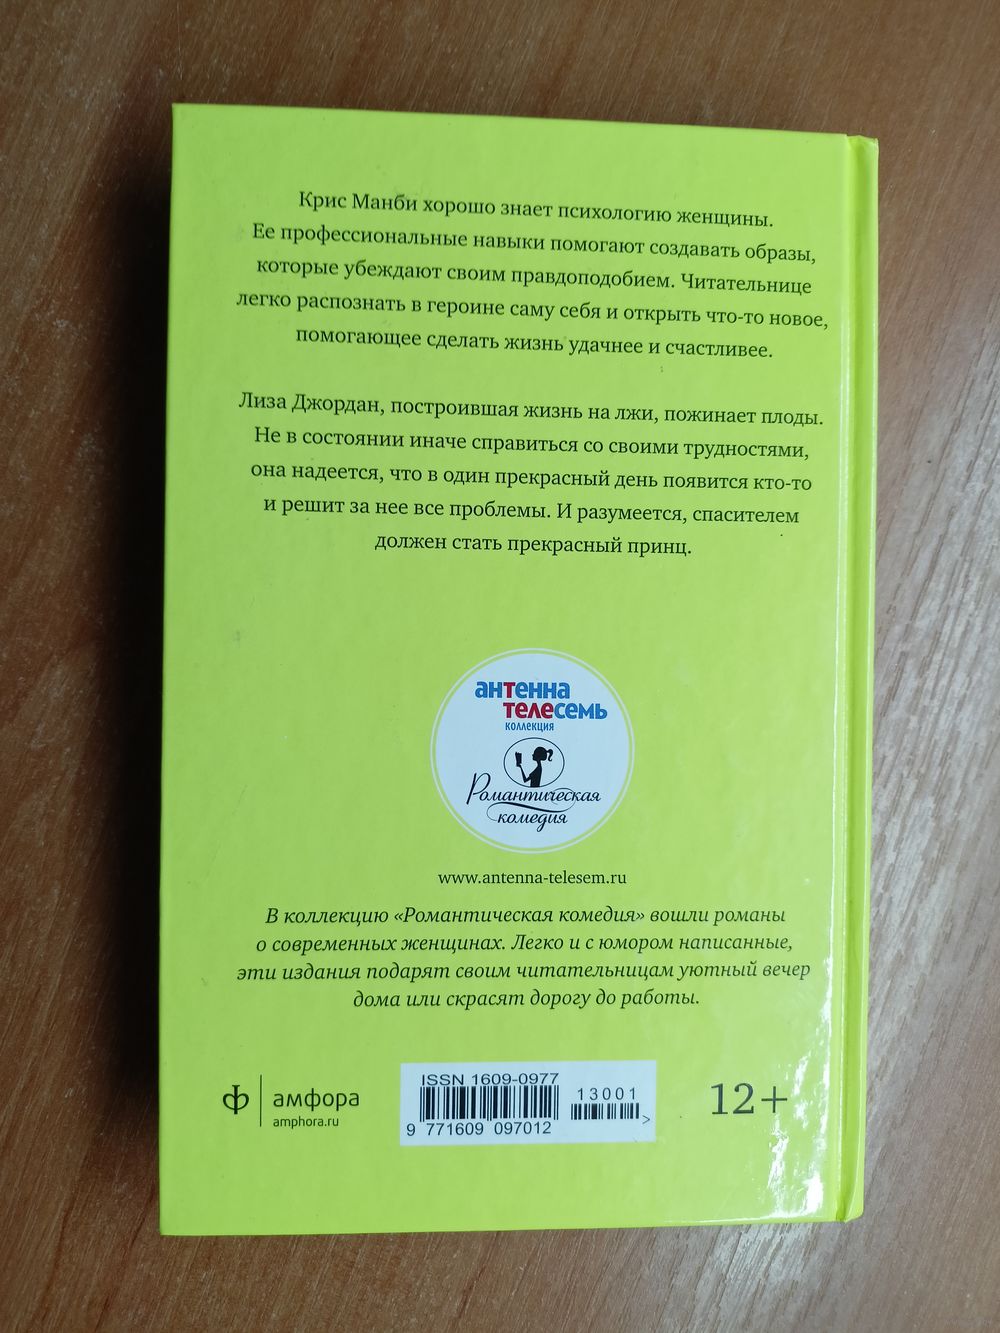 Крис Манби хорошо знает психологию женщины.
Ее профессиональные навыки помогают создавать образы,
которые убеждают своим правдоподобием. Читательнице
легко распознать в героине саму себя и открыть что-то новое,
помогающее сделать жизнь удачнее и счастливее.
Лиза Джордан, построившая жизнь на лжи, пожинает плоды.
Не в состоянии иначе справиться со своими трудностями,
она надеется, что в один прекрасный день появится кто-то
и решит за нее все проблемы. И разумеется, спасителем
должен стать прекрасный принц.
антенна
телесемь
коллекция
Романтическая
комедия
www.antenna-telesem.ru
В коллекцию «Романтическая комедия» вошли романы
о современных женщинах. Легко и с юмором написанные,
эти издания подарят своим читательницам уютный вечер
дома или скрасят дорогу до работы.
амфора
amphora.ru
ISSN 1609-0977
13001
9 771609 097012 >
12+